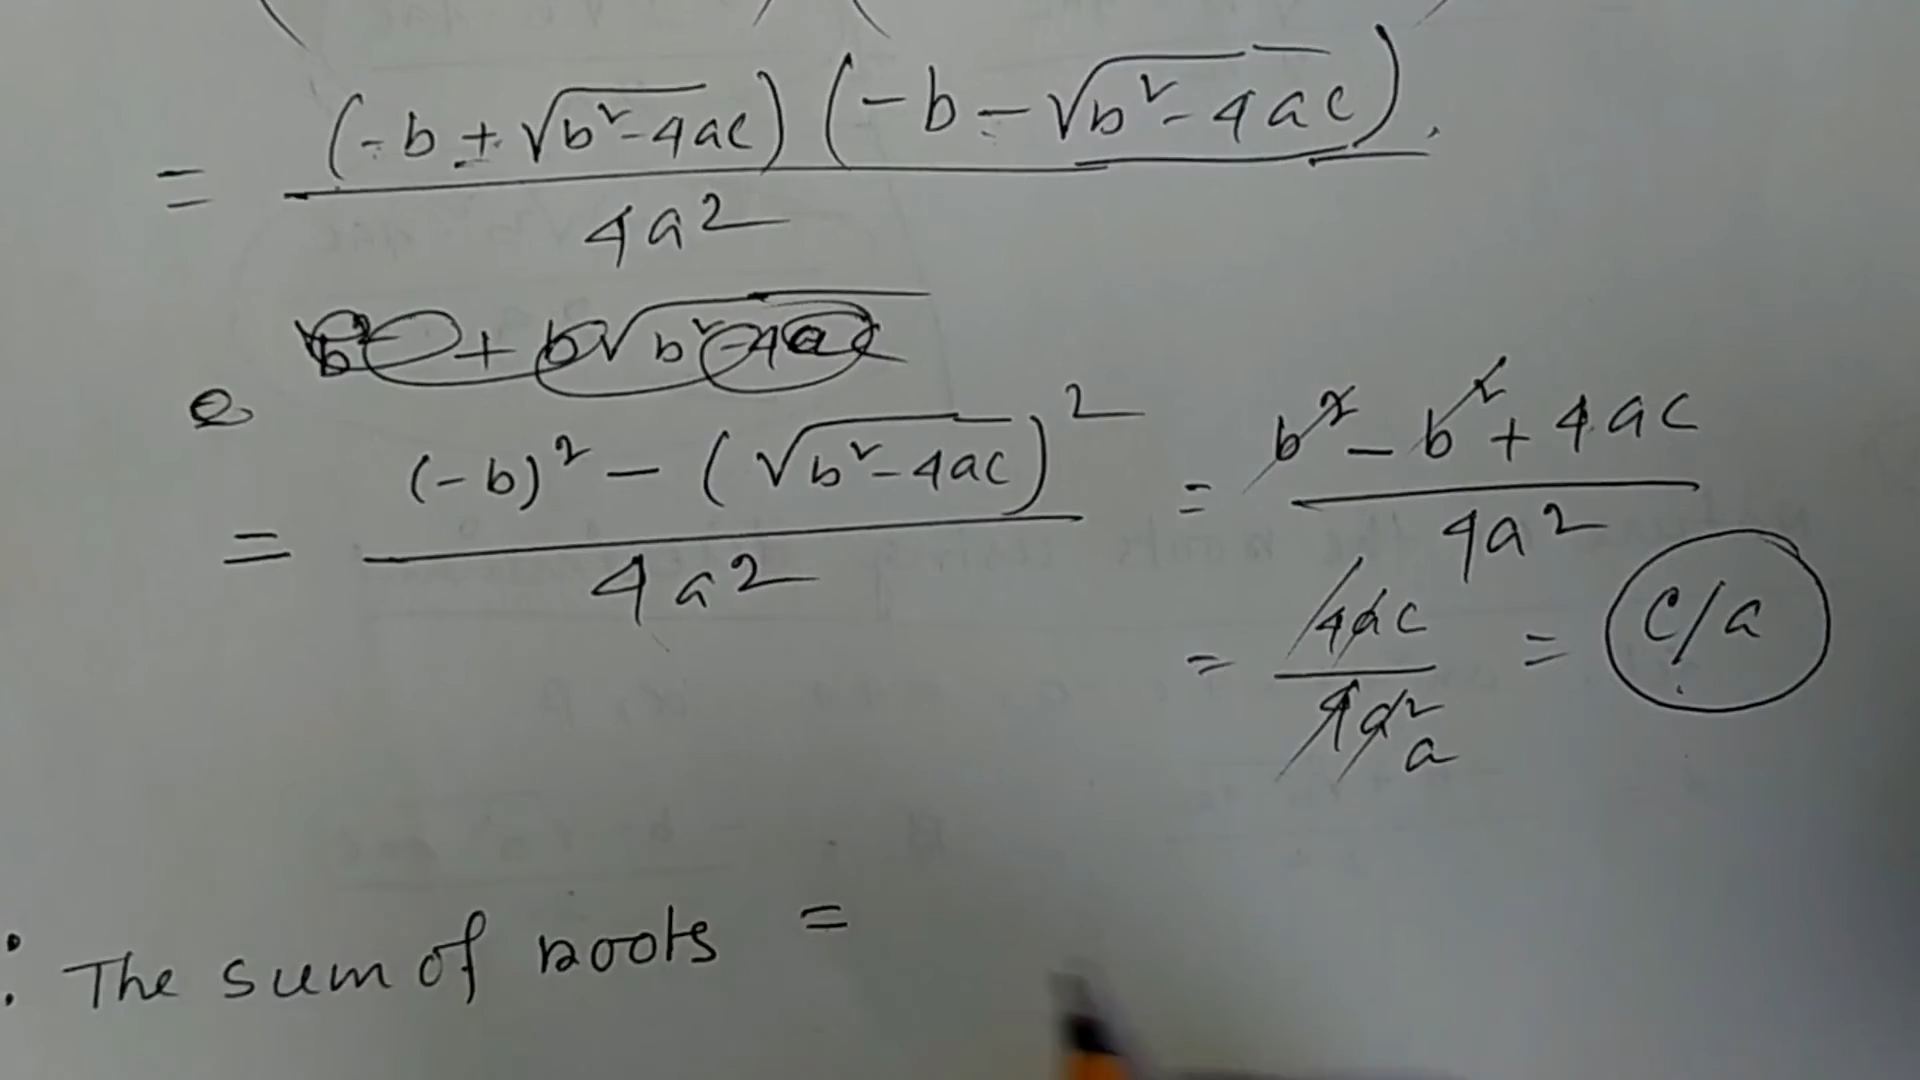 = (-b + √b²-4ac) (-b - √b²-4ac) / 4a²
= (-b)² - (√b²-4ac)² / 4a² = b² - b² + 4ac / 4a²
= 4ac / 4a² a = c/a
∴ The sum of roots =